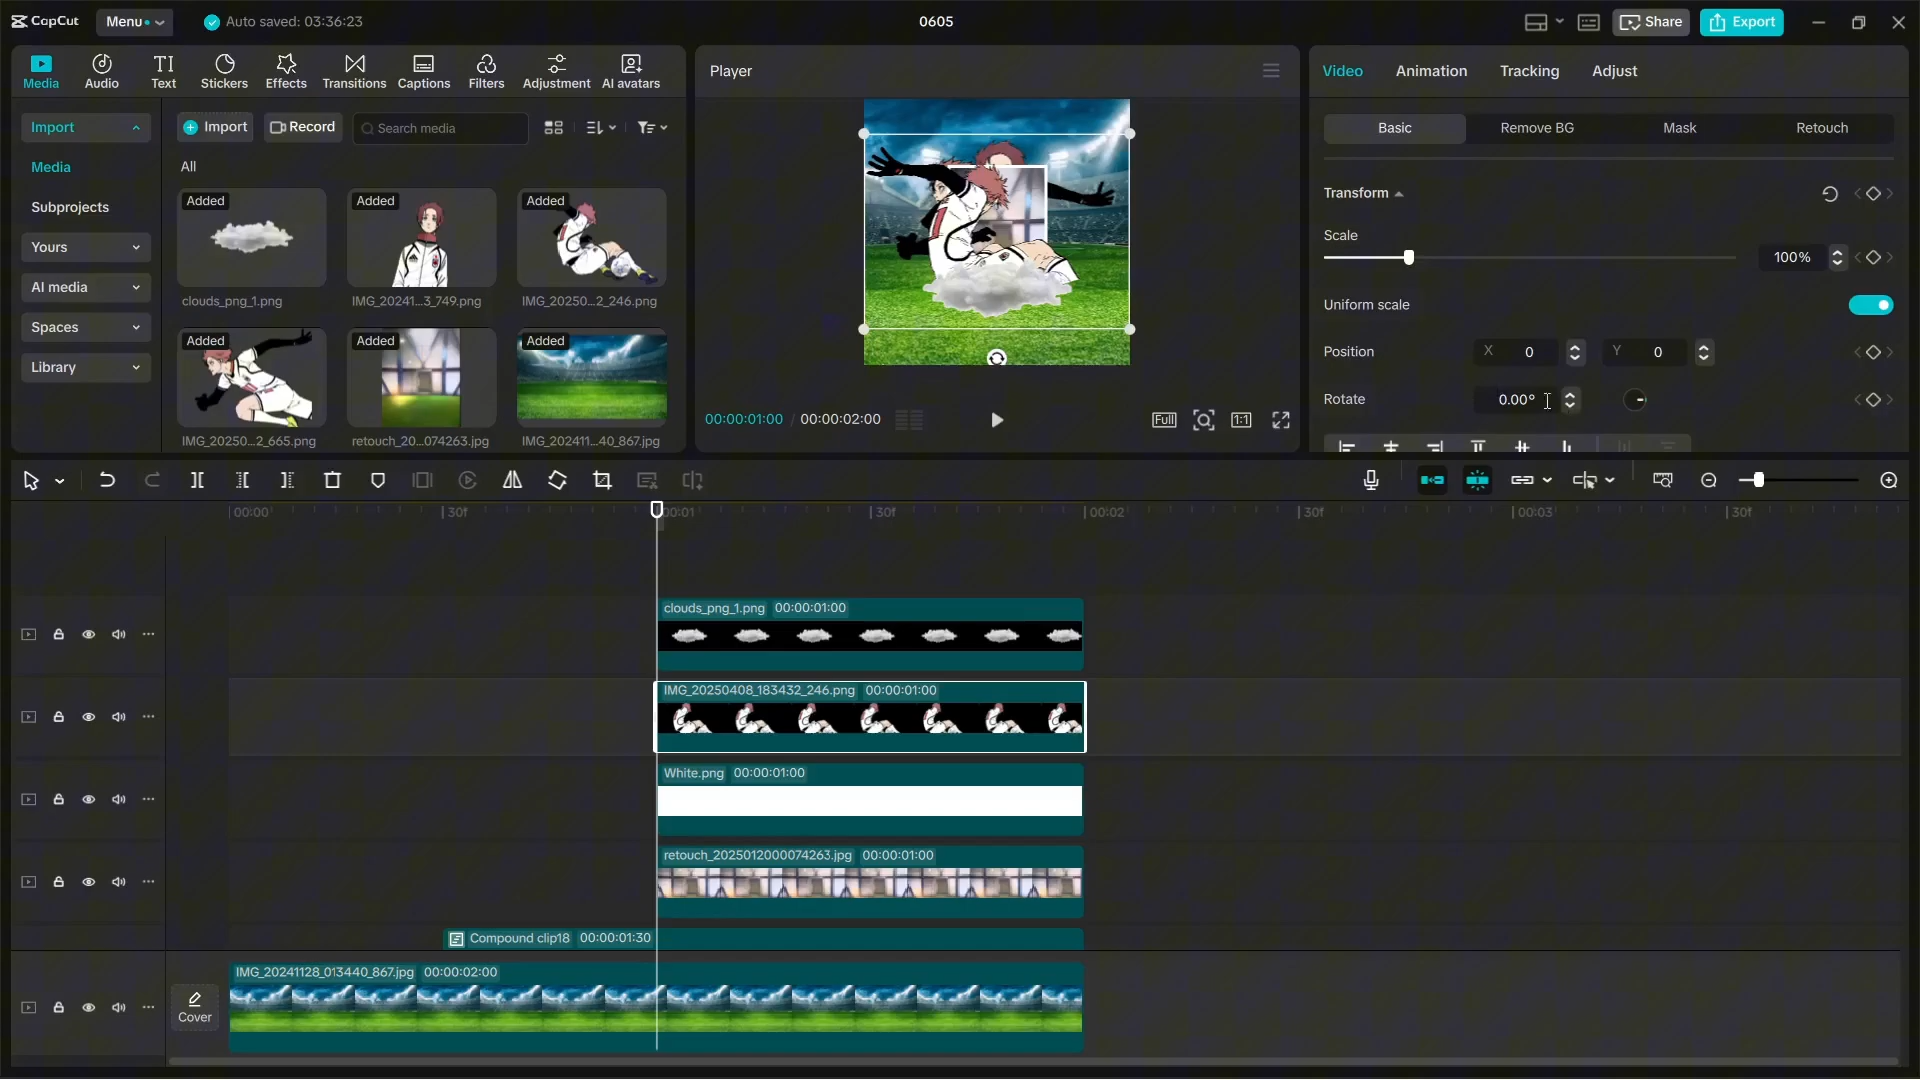 CapCut
Menu
Auto saved: 03:36:23
0605
Share
Export
Media
Audio
Text
Stickers
Effects
Transitions
Captions
Filters
Adjustment
AI avatars
Player
Video
Animation
Tracking
Adjust
Import
Import
Record
Search media
Basic
Remove BG
Mask
Retouch
Media
All
Subprojects
Yours
AI media
Spaces
Library
Added
Added
Added
clouds_png_1.png
IMG_20241...3_749.png
IMG_20250...2_246.png
Added
Added
Added
IMG_20250...2_665.png
retouch_20...074263.jpg
IMG_202411...40_867.jpg
00:00:01:00 / 00:00:02:00
Full
1:1
Transform
Scale
100%
Uniform scale
Position
X 0
Y 0
Rotate
0.00°
00:00
30f
00:01
30f
00:02
30f
00:03
30f
clouds_png_1.png 00:00:01:00
IMG_20250408_183432_246.png 00:00:01:00
White.png 00:00:01:00
retouch_2025012000074263.jpg 00:00:01:00
Compound clip18 00:00:01:30
IMG_20241128_013440_867.jpg 00:00:02:00
Cover